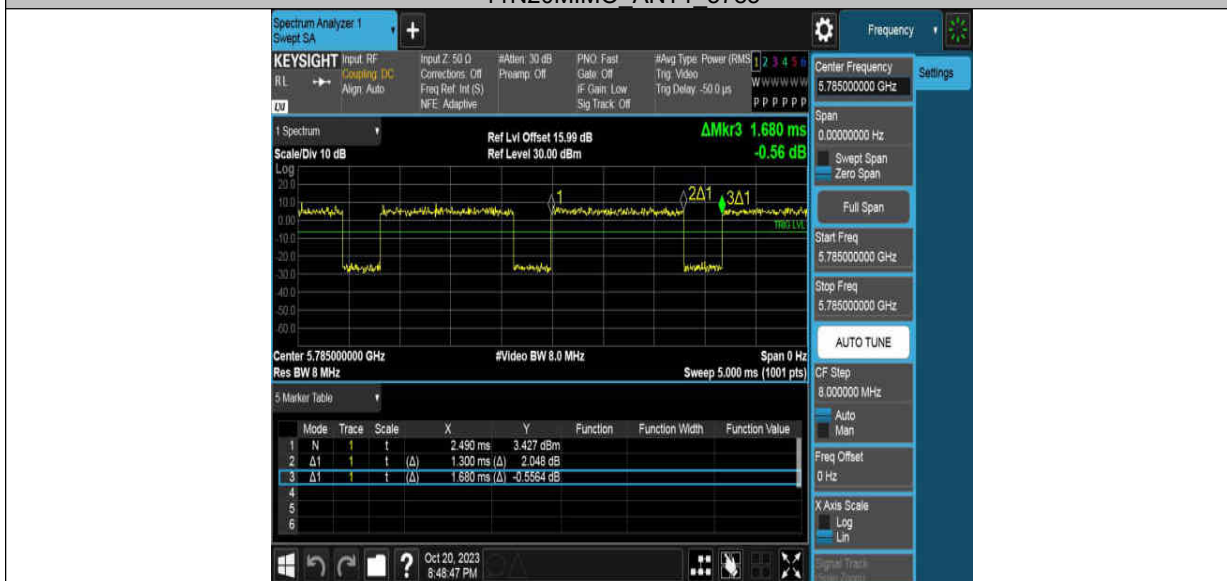 11N20MIMO_ANT1_5785
Spectrum Analyzer 1
Swept SA
+
Frequency
KEYSIGHT
RL
LXI
Input: RF
Coupling: DC
Align: Auto
Input Z: 50 Ω
Corrections: Off
Freq Ref: Int (S)
NFE: Adaptive
#Atten: 30 dB
Preamp: Off
PNO: Fast
Gate: Off
IF Gain: Low
Sig Track: Off
#Avg Type: Power (RMS
Trig: Video
Trig Delay: -50.0 µs
1 2 3 4 5 6
W W W W W W
P P P P P P
Center Frequency
5.785000000 GHz
Settings
Span
0.00000000 Hz
Swept Span
Zero Span
Full Span
Start Freq
5.785000000 GHz
Stop Freq
5.785000000 GHz
AUTO TUNE
CF Step
8.000000 MHz
Auto
Man
Freq Offset
0 Hz
X Axis Scale
Log
Lin
Signal Track
1 Spectrum
Scale/Div 10 dB
Ref Lvl Offset 15.99 dB
Ref Level 30.00 dBm
ΔMkr3 1.680 ms
-0.56 dB
Log
20.0
10.0
0.00
-10.0
-20.0
-30.0
-40.0
-50.0
-60.0
1
2Δ1
3Δ1
TRIG LVL
Center 5.785000000 GHz
Res BW 8 MHz
#Video BW 8.0 MHz
Span 0 Hz
Sweep 5.000 ms (1001 pts)
5 Marker Table
Mode Trace Scale X Y Function Function Width Function Value
1 N 1 t 2.490 ms 3.427 dBm
2 Δ1 1 t (Δ) 1.300 ms (Δ) 2.048 dB
3 Δ1 1 t (Δ) 1.680 ms (Δ) -0.5564 dB
4
5
6
?
Oct 20, 2023
8:48:47 PM